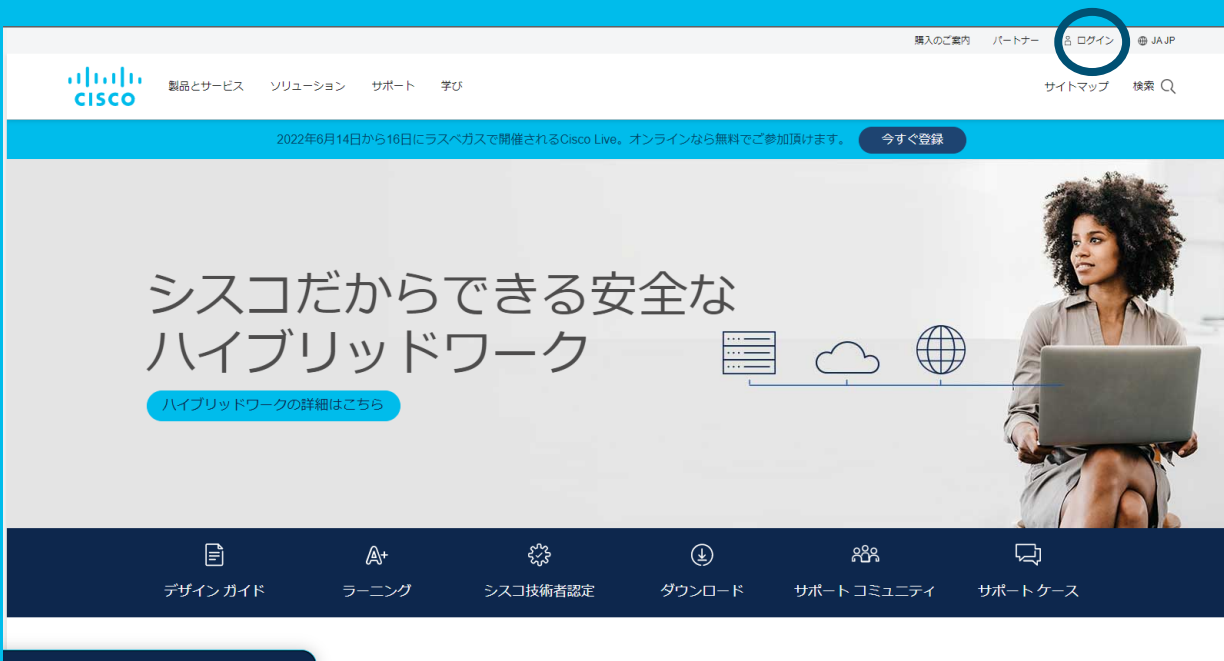 購入のご案内 パートナー ログイン JA JP
CISCO 製品とサービス ソリューション サポート 学び サイトマップ 検索
2022年6月14日から16日にラスベガスで開催されるCisco Live。オンラインなら無料でご参加頂けます。 今すぐ登録
シスコだからできる安全な
ハイブリッドワーク
ハイブリッドワークの詳細はこちら
A+
デザイン ガイド ラーニング シスコ技術者認定 ダウンロード サポート コミュニティ サポート ケース